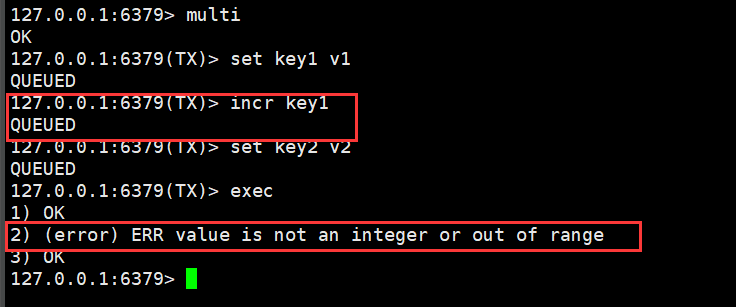 127.0.0.1:6379> multi
OK
127.0.0.1:6379(TX)> set key1 v1
QUEUED
127.0.0.1:6379(TX)> incr key1
QUEUED
127.0.0.1:6379(TX)> set key2 v2
QUEUED
127.0.0.1:6379(TX)> exec
1) OK
2) (error) ERR value is not an integer or out of range
3) OK
127.0.0.1:6379>